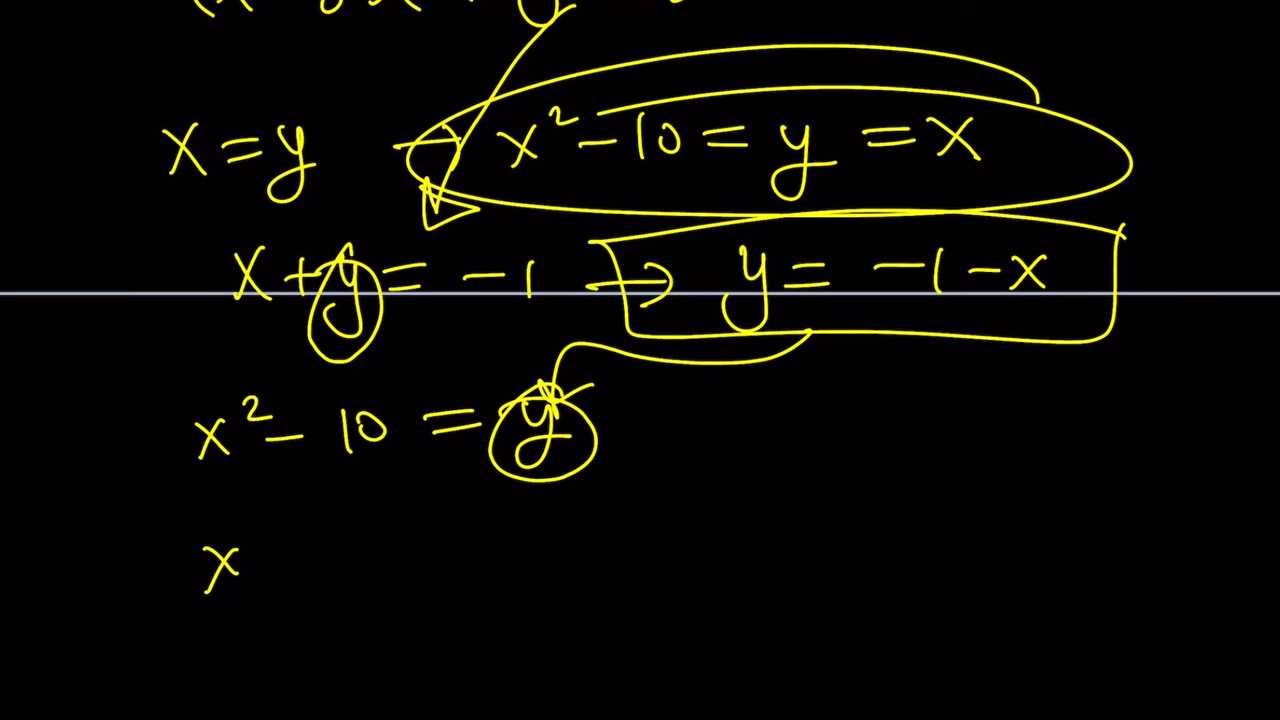 x = y → x² - 10 = y = x
x + y = -1 → y = -1 - x
x² - 10 = y
x